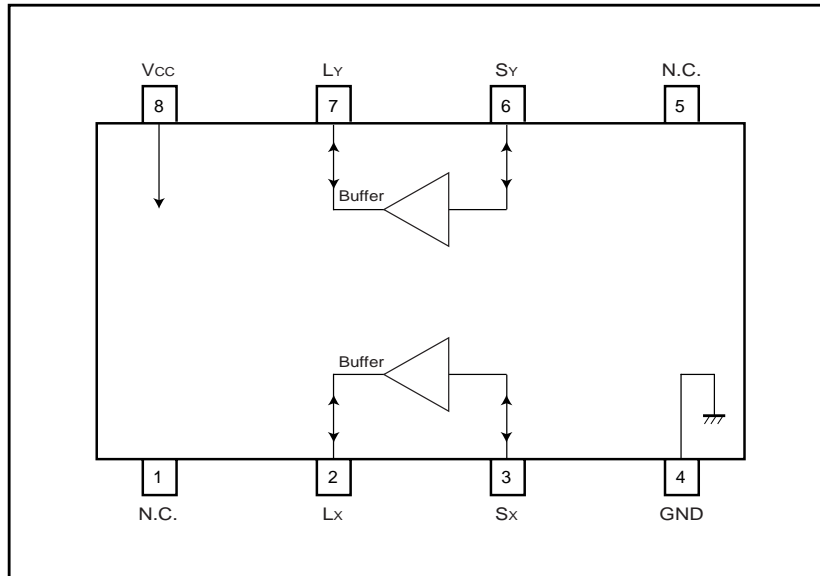 VCC LY SY N.C.
8 7 6 5
Buffer
Buffer
1 2 3 4
N.C. LX SX GND